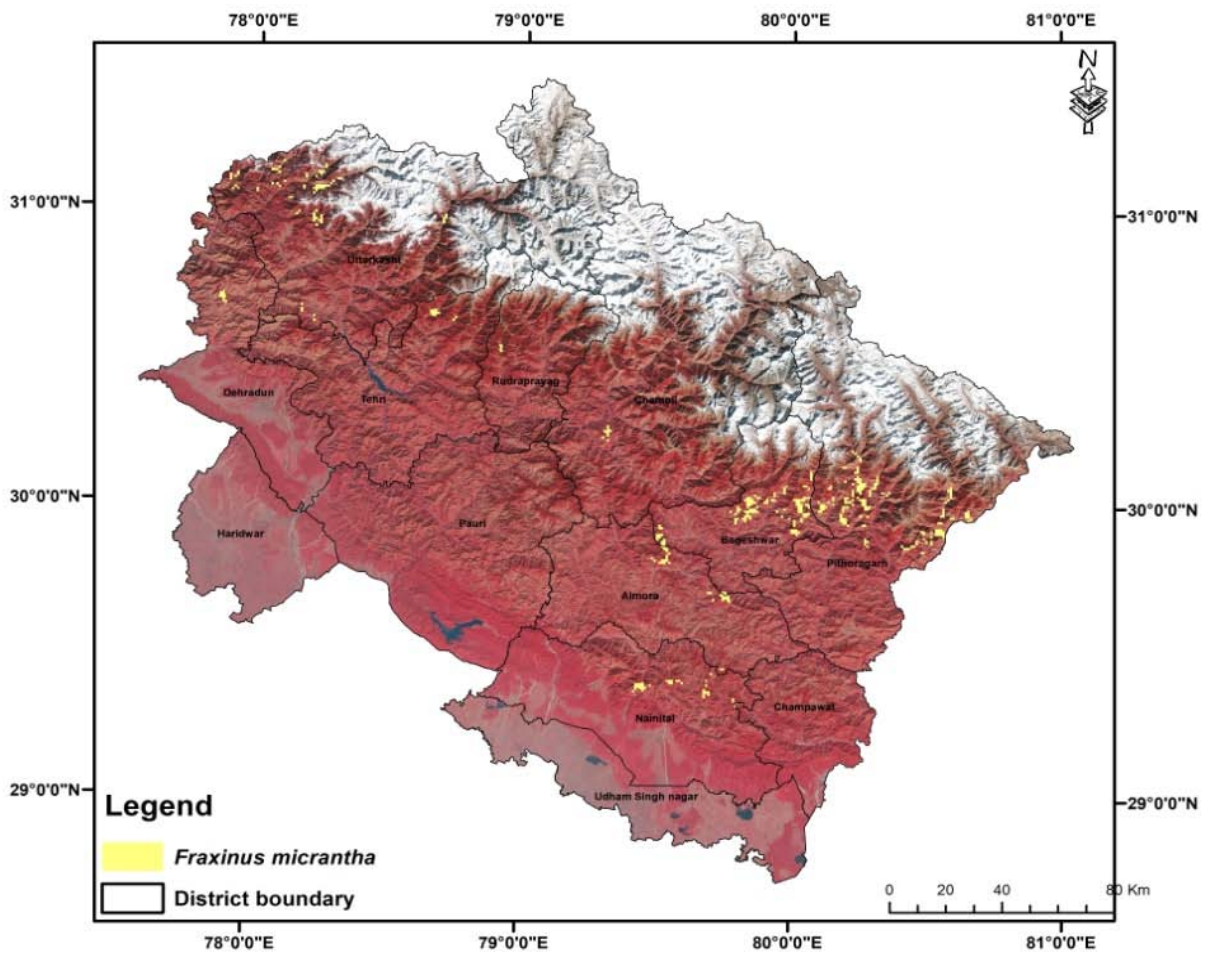 78°0'0"E 79°0'0"E 80°0'0"E 81°0'0"E
N
31°0'0"N 31°0'0"N
Utterkashi
Rudraprayag
Dehradun Tehri Chamoli
30°0'0"N 30°0'0"N
Haridwar Pauri Bageshwar
Pithoragarh
Almora
Champawat
Nainital
29°0'0"N 29°0'0"N
Udham Singh nagar
Legend
Fraxinus micrantha
District boundary
0 20 40 80 Km
78°0'0"E 79°0'0"E 80°0'0"E 81°0'0"E